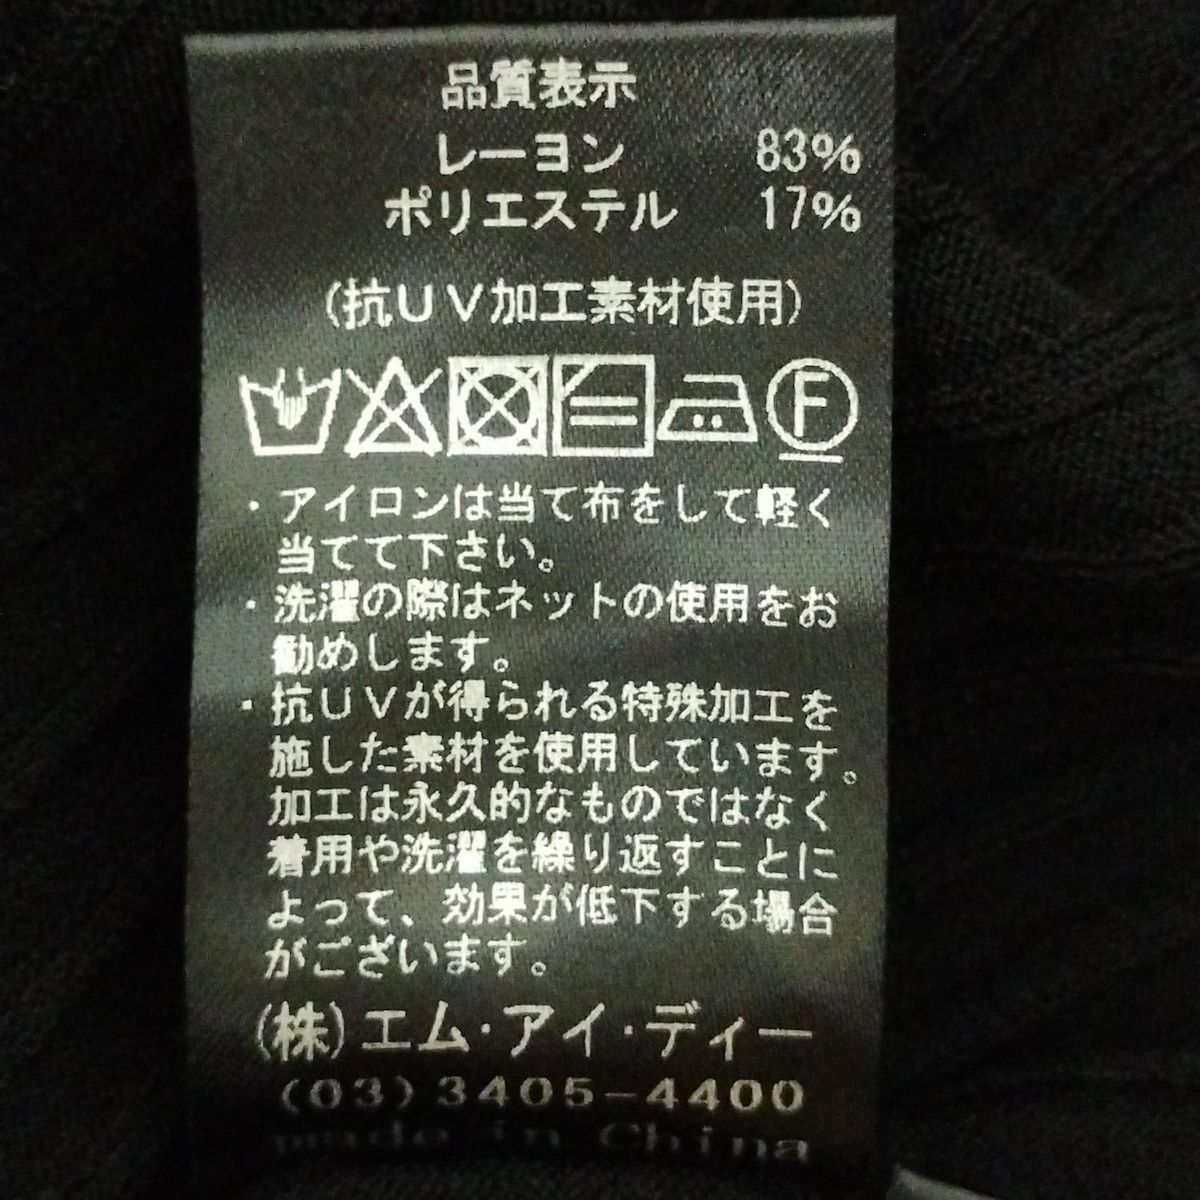 品質表示
レーヨン 83%
ポリエステル 17%
(抗UV加工素材使用)
F
・アイロンは当て布をして軽く
当てて下さい。
・洗濯の際はネットの使用をお
勧めします。
・抗UVが得られる特殊加工を
施した素材を使用しています。
加工は永久的なものではなく
着用や洗濯を繰り返すことに
よって、効果が低下する場合
がございます。
(株)エム・アイ・ディー
(03)3405-4400
made in China